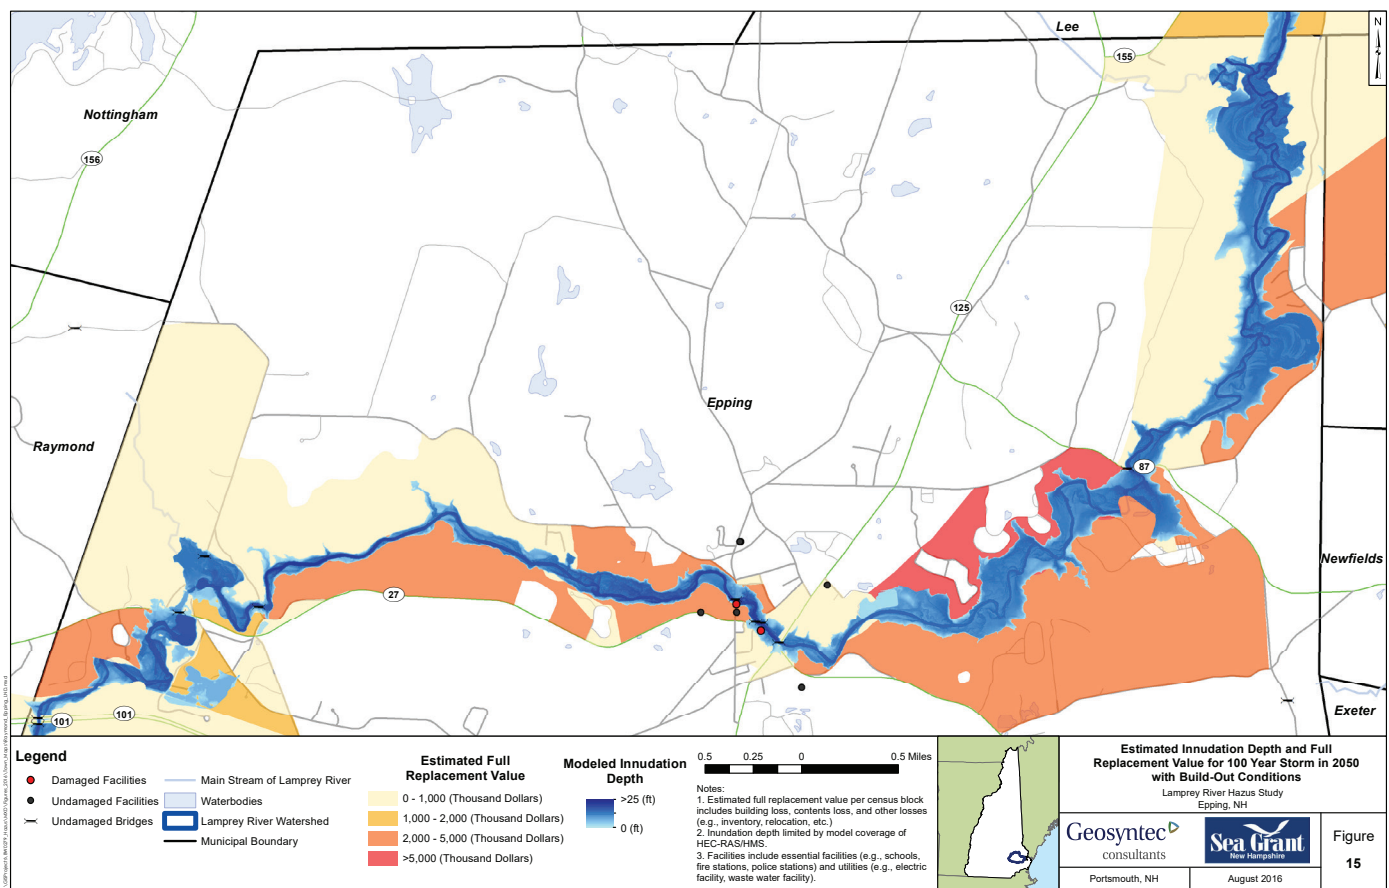 Lee
155
N
Nottingham
156
125
Epping
Raymond
87
Newfields
27
101
101
Exeter
Legend
Damaged Facilities
Undamaged Facilities
Undamaged Bridges
Main Stream of Lamprey River
Waterbodies
Lamprey River Watershed
Municipal Boundary
Estimated Full
Replacement Value
0 - 1,000 (Thousand Dollars)
1,000 - 2,000 (Thousand Dollars)
2,000 - 5,000 (Thousand Dollars)
>5,000 (Thousand Dollars)
Modeled Innudation
Depth
>25 (ft)
0 (ft)
0.5 0.25 0 0.5 Miles
Notes:
1. Estimated full replacement value per census block
includes building loss, contents loss, and other losses
(e.g., inventory, relocation, etc.)
2. Inundation depth limited by model coverage of
HEC-RAS/HMS.
3. Facilities include essential facilities (e.g., schools,
fire stations, police stations) and utilities (e.g., electric
facility, waste water facility).
Estimated Innudation Depth and Full
Replacement Value for 100 Year Storm in 2050
with Build-Out Conditions
Lamprey River Hazus Study
Epping, NH
Geosyntec
consultants
Sea Grant
New Hampshire
Figure
15
Portsmouth, NH
August 2016